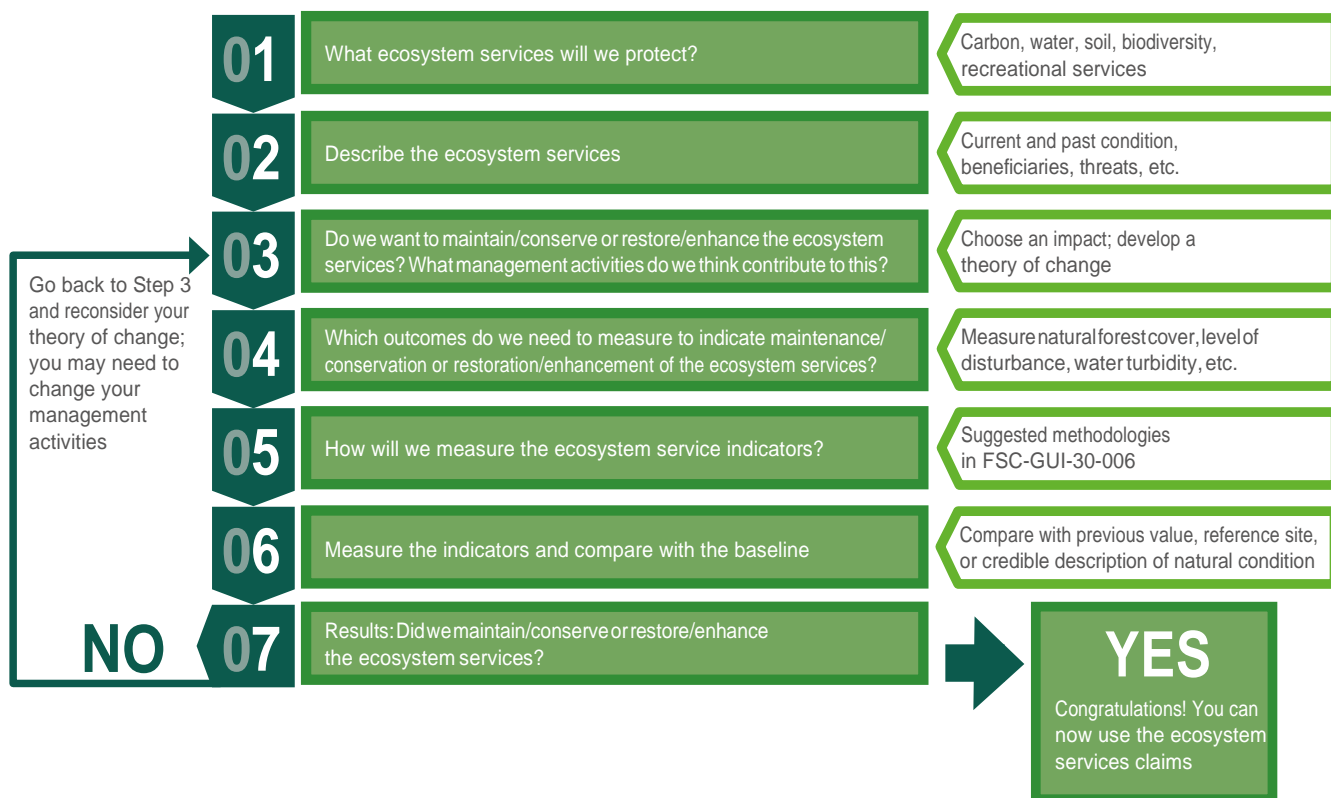 01
What ecosystem services will we protect?
Carbon, water, soil, biodiversity,
recreational services
02
Describe the ecosystem services
Current and past condition,
beneficiaries, threats, etc.
03
Do we want to maintain/conserve or restore/enhance the ecosystem
services? What management activities do we think contribute to this?
Choose an impact; develop a
theory of change
Go back to Step 3
and reconsider your
theory of change;
you may need to
change your
management
activities
04
Which outcomes do we need to measure to indicate maintenance/
conservation or restoration/enhancement of the ecosystem services?
Measure natural forest cover, level of
disturbance, water turbidity, etc.
05
How will we measure the ecosystem service indicators?
Suggested methodologies
in FSC-GUI-30-006
06
Measure the indicators and compare with the baseline
Compare with previous value, reference site,
or credible description of natural condition
NO
07
Results: Did we maintain/conserve or restore/enhance
the ecosystem services?
YES
Congratulations! You can
now use the ecosystem
services claims